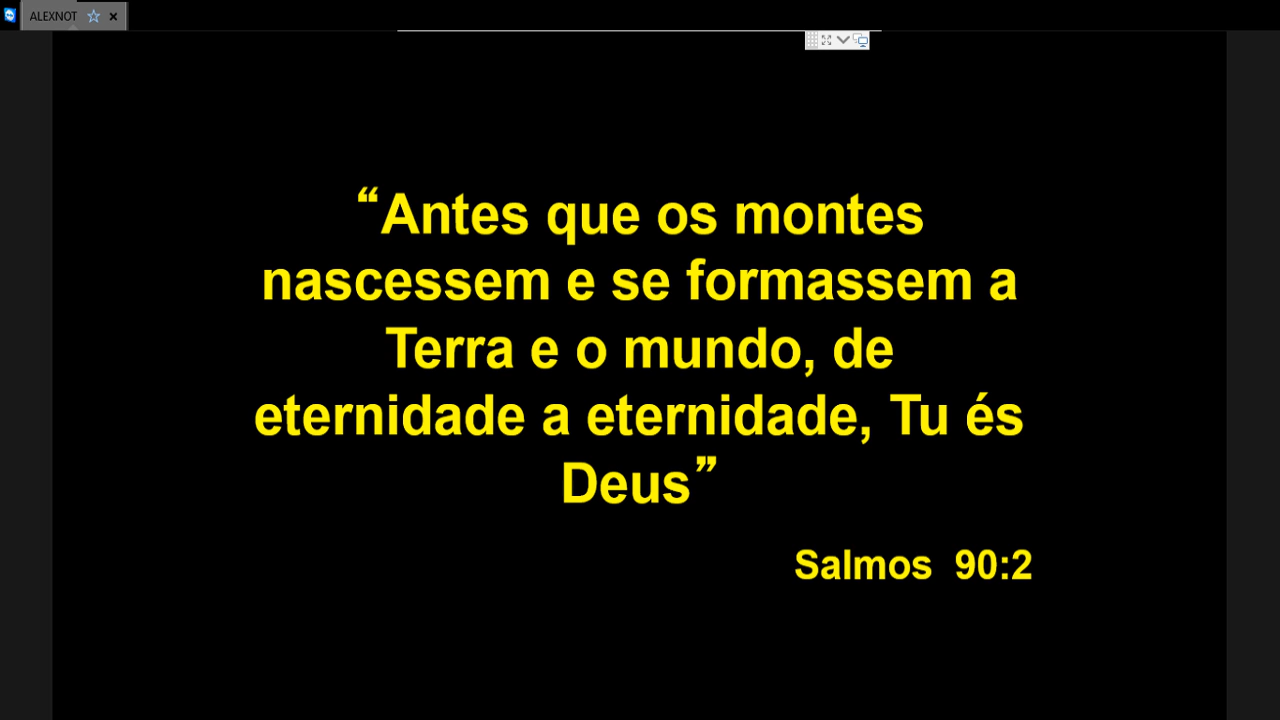 ALEXNOT
“Antes que os montes
nascessem e se formassem a
Terra e o mundo, de
eternidade a eternidade, Tu és
Deus”
Salmos 90:2